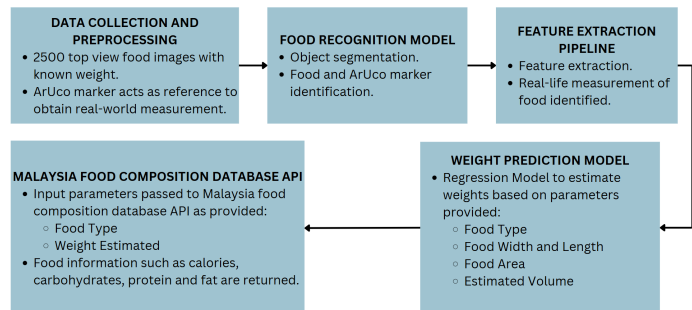 DATA COLLECTION AND
PREPROCESSING
• 2500 top view food images with
known weight.
• ArUco marker acts as reference to
obtain real-world measurement.
FOOD RECOGNITION MODEL
• Object segmentation.
• Food and ArUco marker
identification.
FEATURE EXTRACTION
PIPELINE
• Feature extraction.
• Real-life measurement of
food identified.
WEIGHT PREDICTION MODEL
• Regression Model to estimate
weights based on parameters
provided:
○ Food Type
○ Food Width and Length
○ Food Area
○ Estimated Volume
MALAYSIA FOOD COMPOSITION DATABASE API
• Input parameters passed to Malaysia food
composition database API as provided:
○ Food Type
○ Weight Estimated
• Food information such as calories,
carbohydrates, protein and fat are returned.